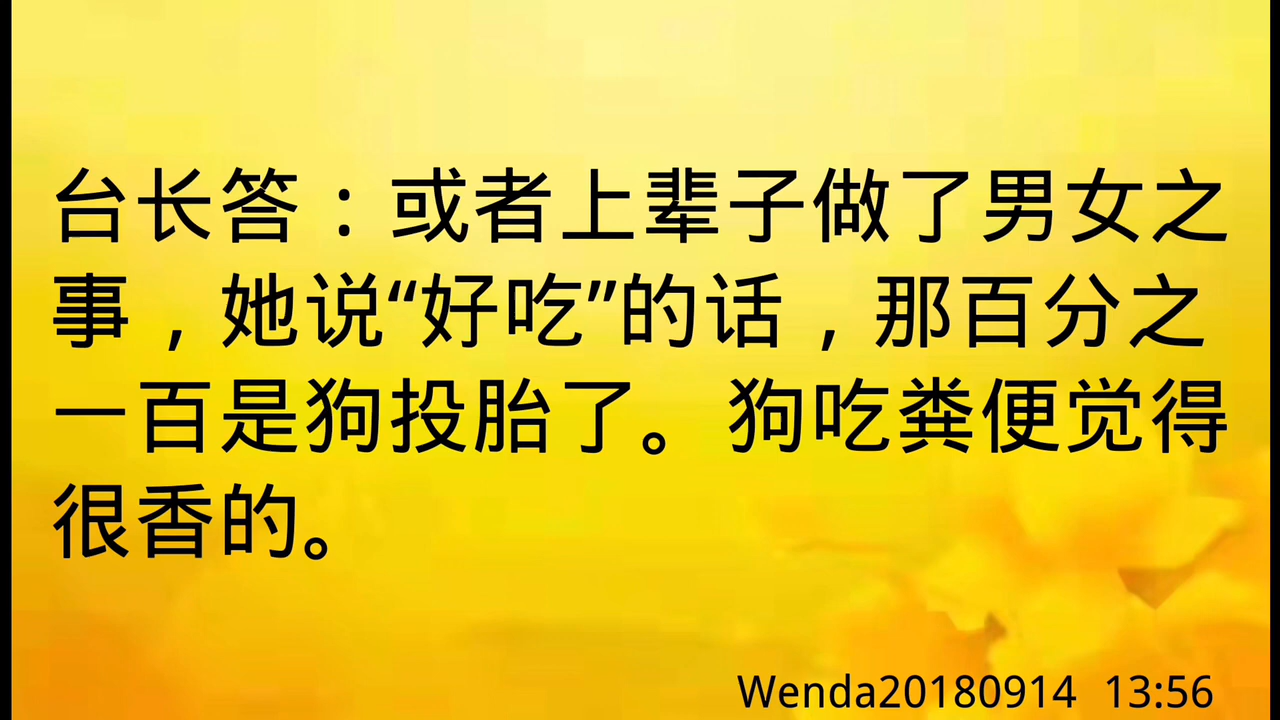 台长答：或者上辈子做了男女之
事，她说“好吃”的话，那百分之
一百是狗投胎了。狗吃粪便觉得
很香的。
Wenda20180914 13:56